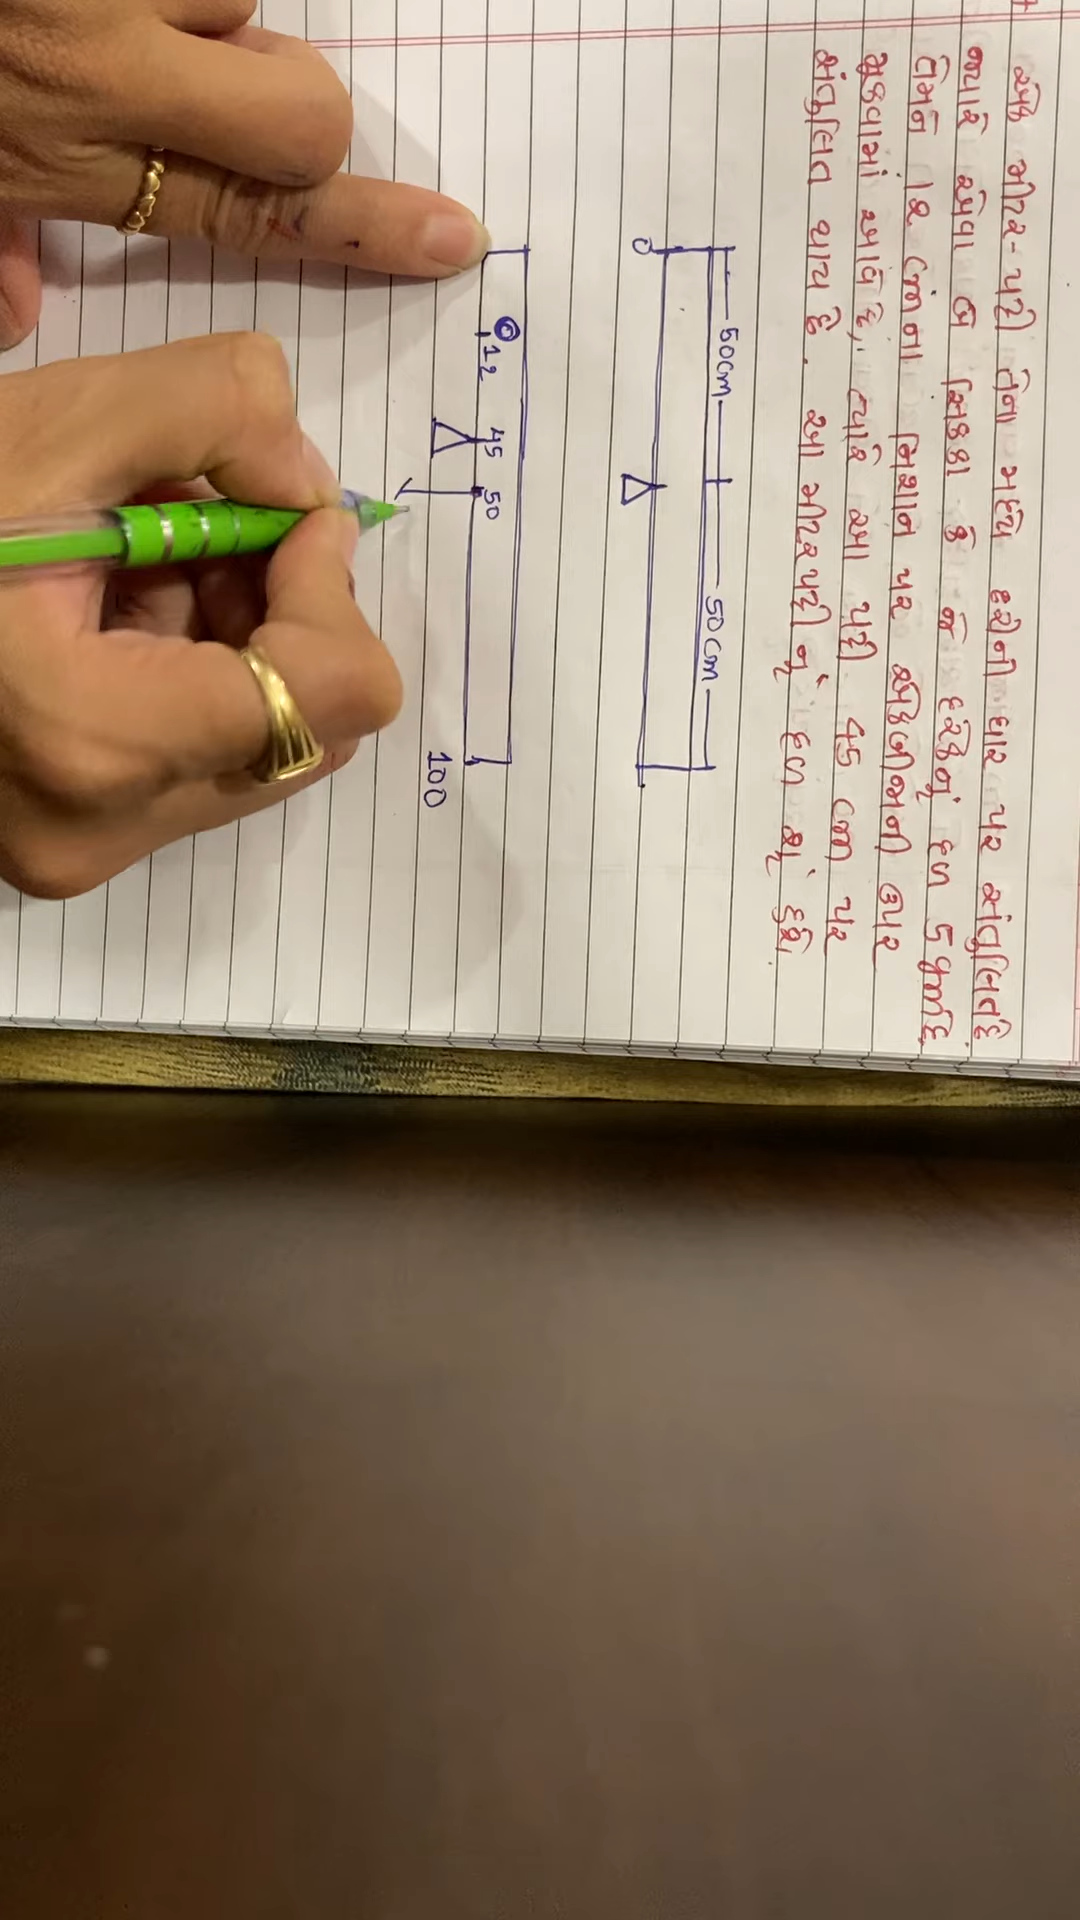 એક મીટર-પટ્ટી તેના મધ્ય કેન્દ્રની ધાર પર સંતુલિત છે.
જ્યારે એવા બે સિક્કા કે જે દરેકનું દળ 5 g
તેમને 12 cm ના નિશાન પર એકબીજાની ઉપર
મુકવામાં આવે છે, ત્યારે આ પટ્ટી 45 cm પર
સંતુલિત થાય છે. આ મીટરપટ્ટી નું દળ શું હશે.
50cm 50cm
0
12 45 50
100